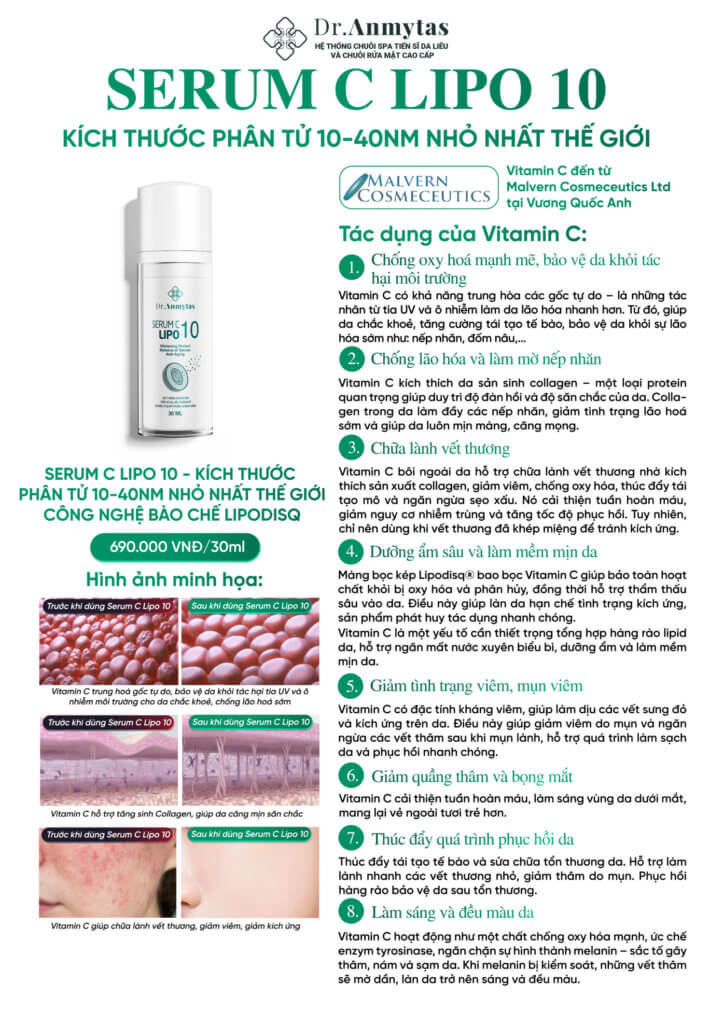 Dr.Anmytas
HỆ THỐNG CHUỖI SPA TIẾN SĨ DA LIỄU
VÀ CHUỖI RỬA MẶT CAO CẤP
SERUM C LIPO 10
KÍCH THƯỚC PHÂN TỬ 10-40NM NHỎ NHẤT THẾ GIỚI
MALVERN
COSMECEUTICS
Vitamin C đến từ
Malvern Cosmeceutics Ltd
tại Vương Quốc Anh
Dr.Anmytas
SERUM C
LIPO 10
Anti-Aging
30 ML
SERUM C LIPO 10 - KÍCH THƯỚC
PHÂN TỬ 10-40NM NHỎ NHẤT THẾ GIỚI
CÔNG NGHỆ BÀO CHẾ LIPODISQ
690.000 VNĐ/30ml
Hình ảnh minh họa:
Trước khi dùng Serum C Lipo 10
Sau khi dùng Serum C Lipo 10
Vitamin C trung hoà gốc tự do, bảo vệ da khỏi tác hại tia UV và ô
nhiễm môi trường cho da chắc khoẻ, chống lão hoá sớm
Trước khi dùng Serum C Lipo 10
Sau khi dùng Serum C Lipo 10
Vitamin C hỗ trợ tăng sinh Collagen, giúp da căng mịn săn chắc
Trước khi dùng Serum C Lipo 10
Sau khi dùng Serum C Lipo 10
Vitamin C giúp chữa lành vết thương, giảm viêm, giảm kích ứng
Tác dụng của Vitamin C:
1. Chống oxy hoá mạnh mẽ, bảo vệ da khỏi tác
hại môi trường
Vitamin C có khả năng trung hòa các gốc tự do – là những tác
nhân từ tia UV và ô nhiễm làm da lão hóa nhanh hơn. Từ đó, giúp
da chắc khoẻ, tăng cường tái tạo tế bào, bảo vệ da khỏi sự lão
hóa sớm như: nếp nhăn, đốm nâu,...
2. Chống lão hóa và làm mờ nếp nhăn
Vitamin C kích thích da sản sinh collagen – một loại protein
quan trọng giúp duy trì độ đàn hồi và độ săn chắc của da. Colla-
gen trong da làm đầy các nếp nhăn, giảm tình trạng lão hoá
sớm và giúp da luôn mịn màng, căng mọng.
3. Chữa lành vết thương
Vitamin C bôi ngoài da hỗ trợ chữa lành vết thương nhờ kích
thích sản xuất collagen, giảm viêm, chống oxy hóa, thúc đẩy tái
tạo mô và ngăn ngừa sẹo xấu. Nó cải thiện tuần hoàn máu,
giảm nguy cơ nhiễm trùng và tăng tốc độ phục hồi. Tuy nhiên,
chỉ nên dùng khi vết thương đã khép miệng để tránh kích ứng.
4. Dưỡng ẩm sâu và làm mềm mịn da
Màng bọc kép Lipodisq® bao bọc Vitamin C giúp bảo toàn hoạt
chất khỏi bị oxy hóa và phân hủy, đồng thời hỗ trợ thẩm thấu
sâu vào da. Điều này giúp làn da hạn chế tình trạng kích ứng,
sản phẩm phát huy tác dụng nhanh chóng.
Vitamin C là một yếu tố cần thiết trọng tổng hợp hàng rào lipid
da, hỗ trợ ngăn mất nước xuyên biểu bì, dưỡng ẩm và làm mềm
mịn da.
5. Giảm tình trạng viêm, mụn viêm
Vitamin C có đặc tính kháng viêm, giúp làm dịu các vết sưng đỏ
và kích ứng trên da. Điều này giúp giảm viêm do mụn và ngăn
ngừa các vết thâm sau khi mụn lành, hỗ trợ quá trình làm sạch
da và phục hồi nhanh chóng.
6. Giảm quầng thâm và bọng mắt
Vitamin C cải thiện tuần hoàn máu, làm sáng vùng da dưới mắt,
mang lại vẻ ngoài tươi trẻ hơn.
7. Thúc đẩy quá trình phục hồi da
Thúc đẩy tái tạo tế bào và sửa chữa tổn thương da. Hỗ trợ làm
lành nhanh các vết thương nhỏ, giảm thâm do mụn. Phục hồi
hàng rào bảo vệ da sau tổn thương.
8. Làm sáng và đều màu da
Vitamin C hoạt động như một chất chống oxy hóa mạnh, ức chế
enzym tyrosinase, ngăn chặn sự hình thành melanin – sắc tố gây
thâm, nám và sạm da. Khi melanin bị kiểm soát, những vết thâm
sẽ mờ dần, làn da trở nên sáng và đều màu.